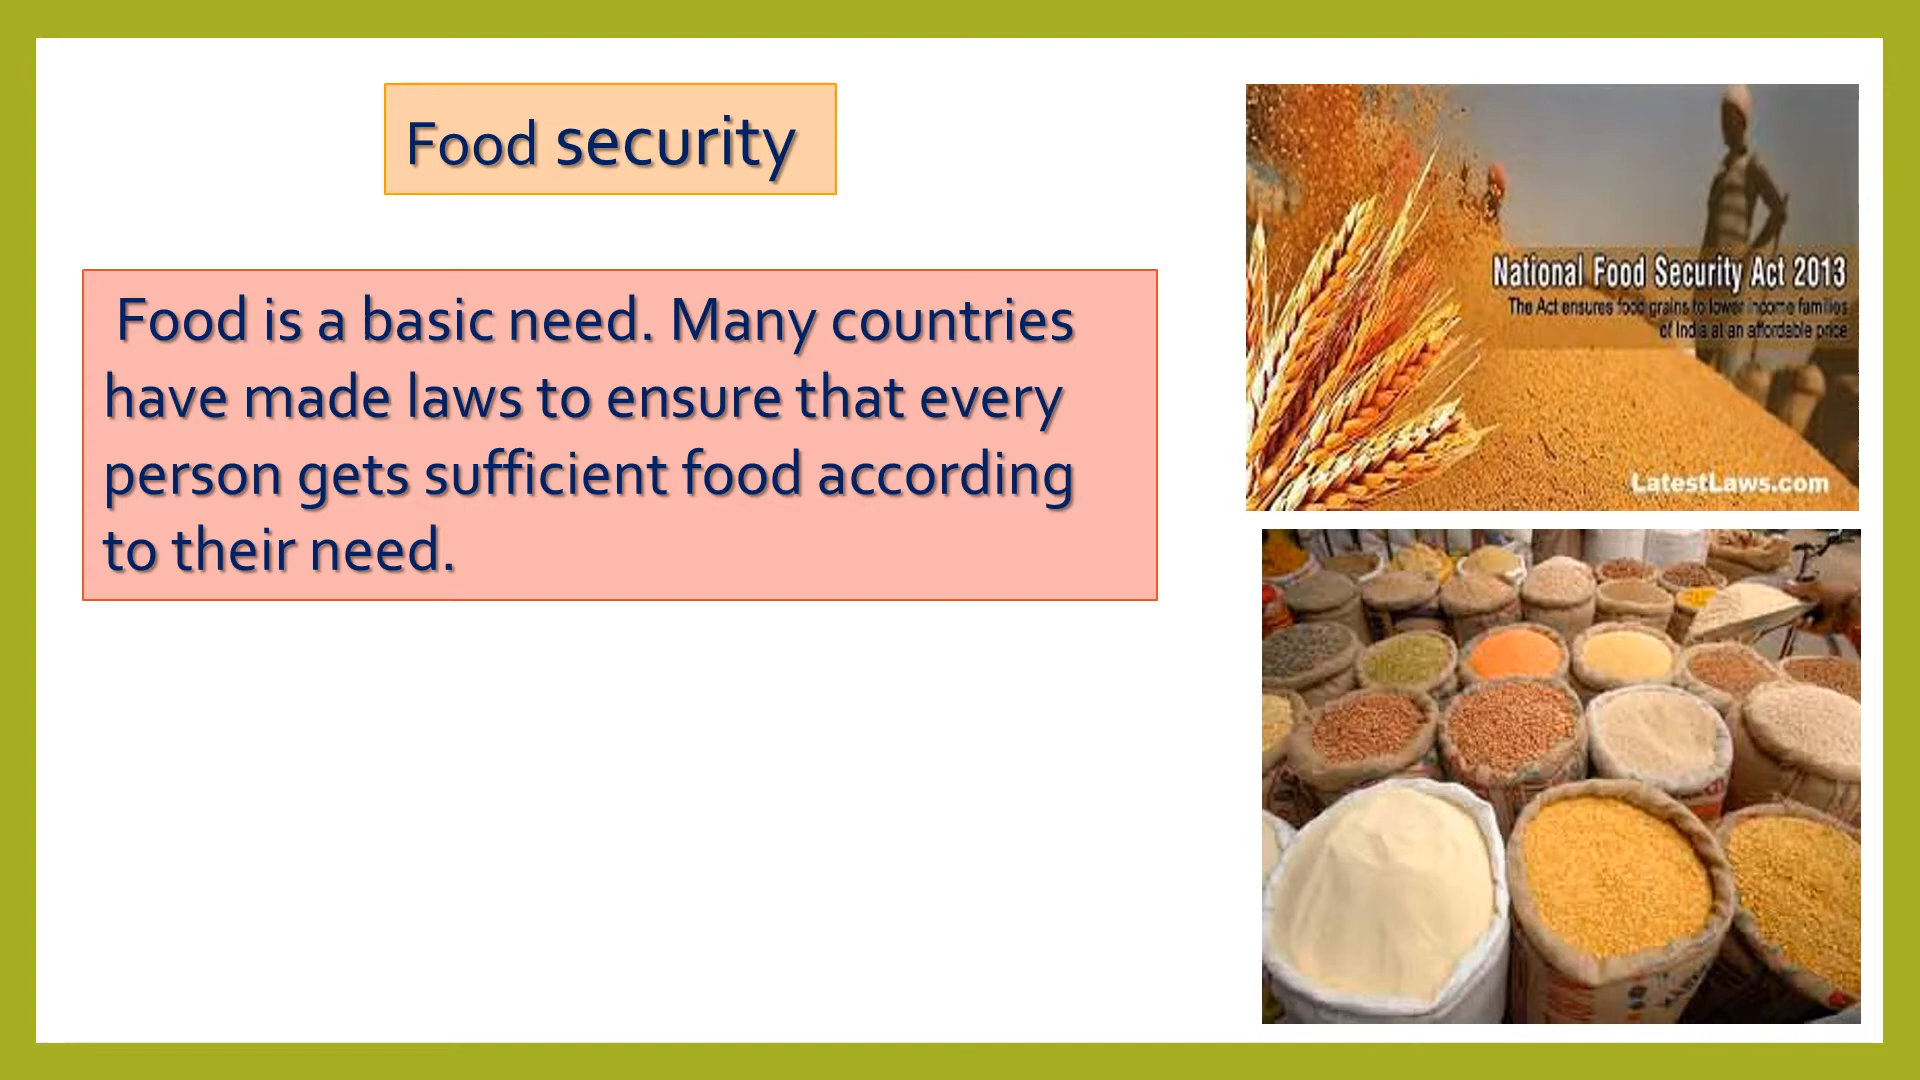 Food security
Food is a basic need. Many countries
have made laws to ensure that every
person gets sufficient food according
to their need.
National Food Security Act 2013
The Act ensures food grains to lower income families
of India at an affordable price
LatestLaws.com